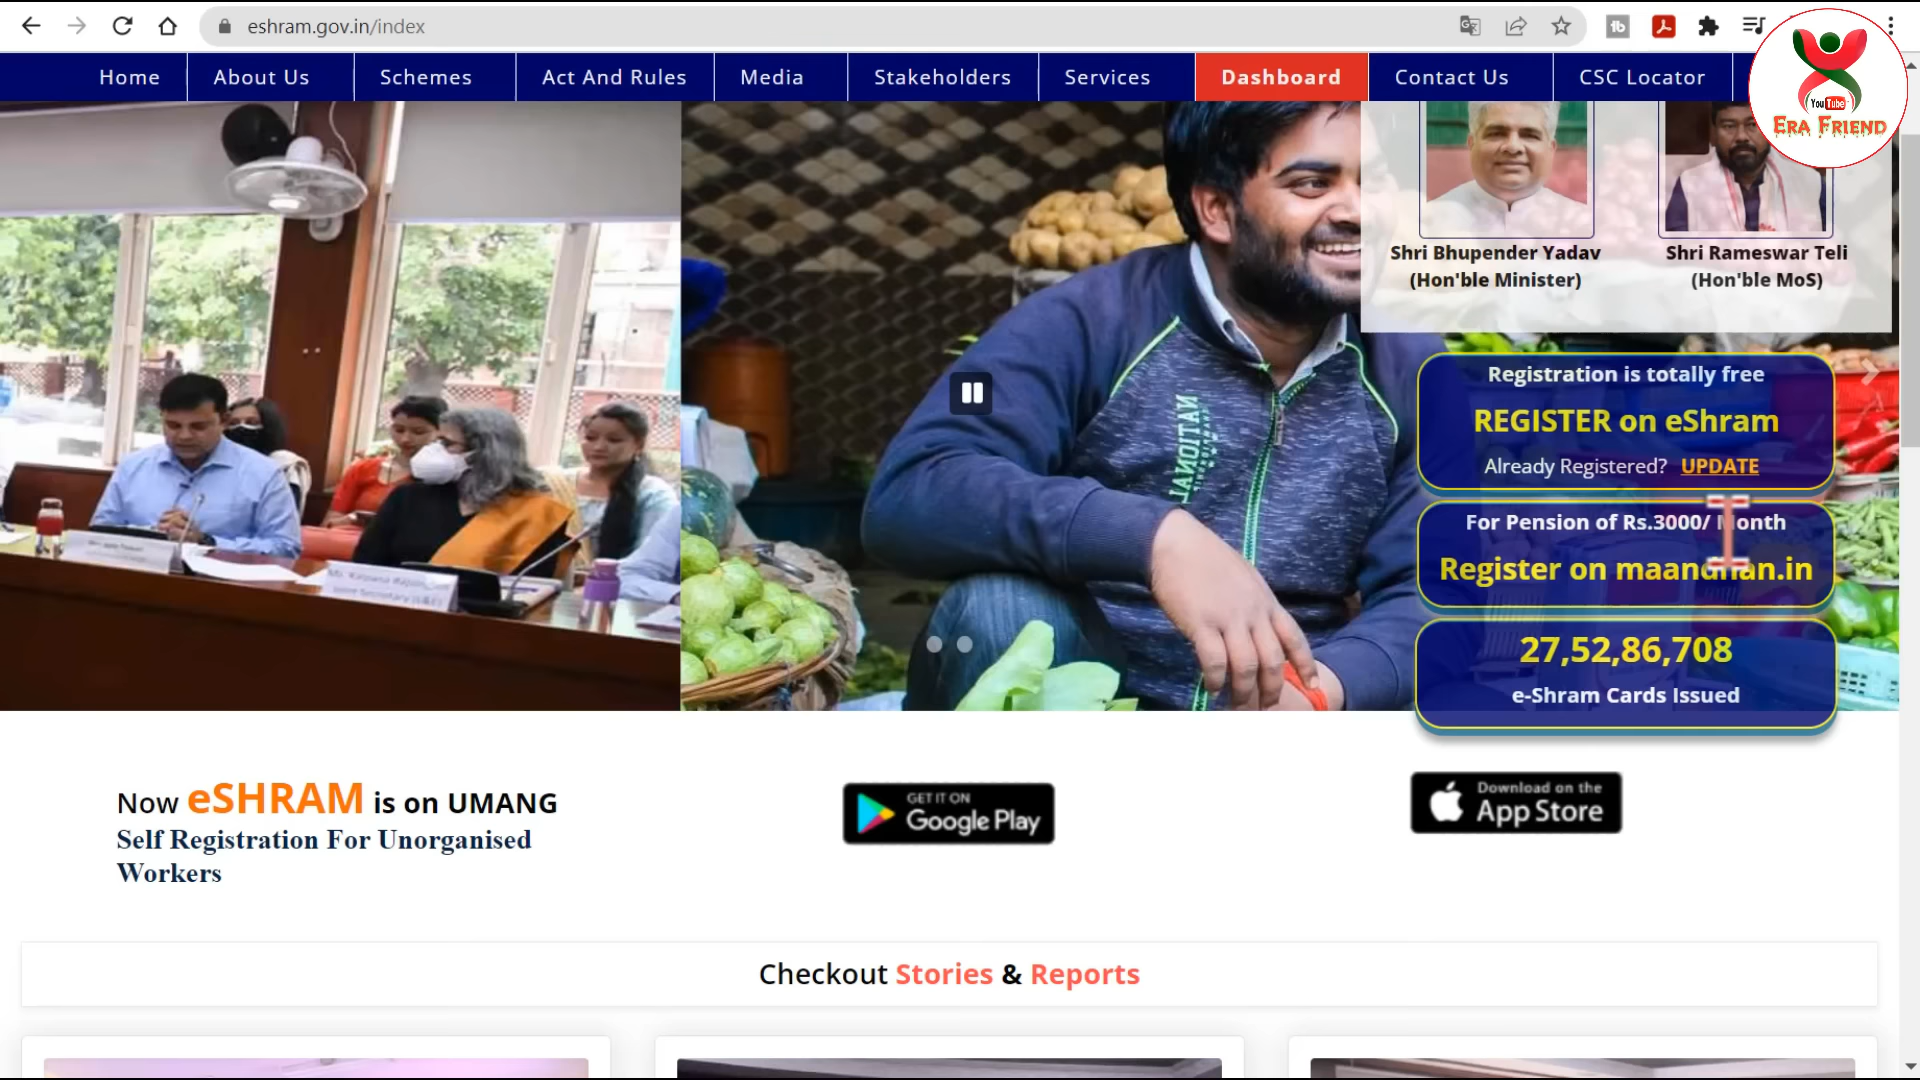 eshram.gov.in/index
Home
About Us
Schemes
Act And Rules
Media
Stakeholders
Services
Dashboard
Contact Us
CSC Locator
You Tube
ERA FRIEND
Shri Bhupender Yadav
(Hon'ble Minister)
Shri Rameswar Teli
(Hon'ble MoS)
Registration is totally free
REGISTER on eShram
Already Registered? UPDATE
For Pension of Rs.3000/ Month
Register on maandhan.in
27,52,86,708
e-Shram Cards Issued
NATIONAL
Now eSHRAM is on UMANG
Self Registration For Unorganised
Workers
GET IT ON
Google Play
Download on the
App Store
Checkout Stories & Reports